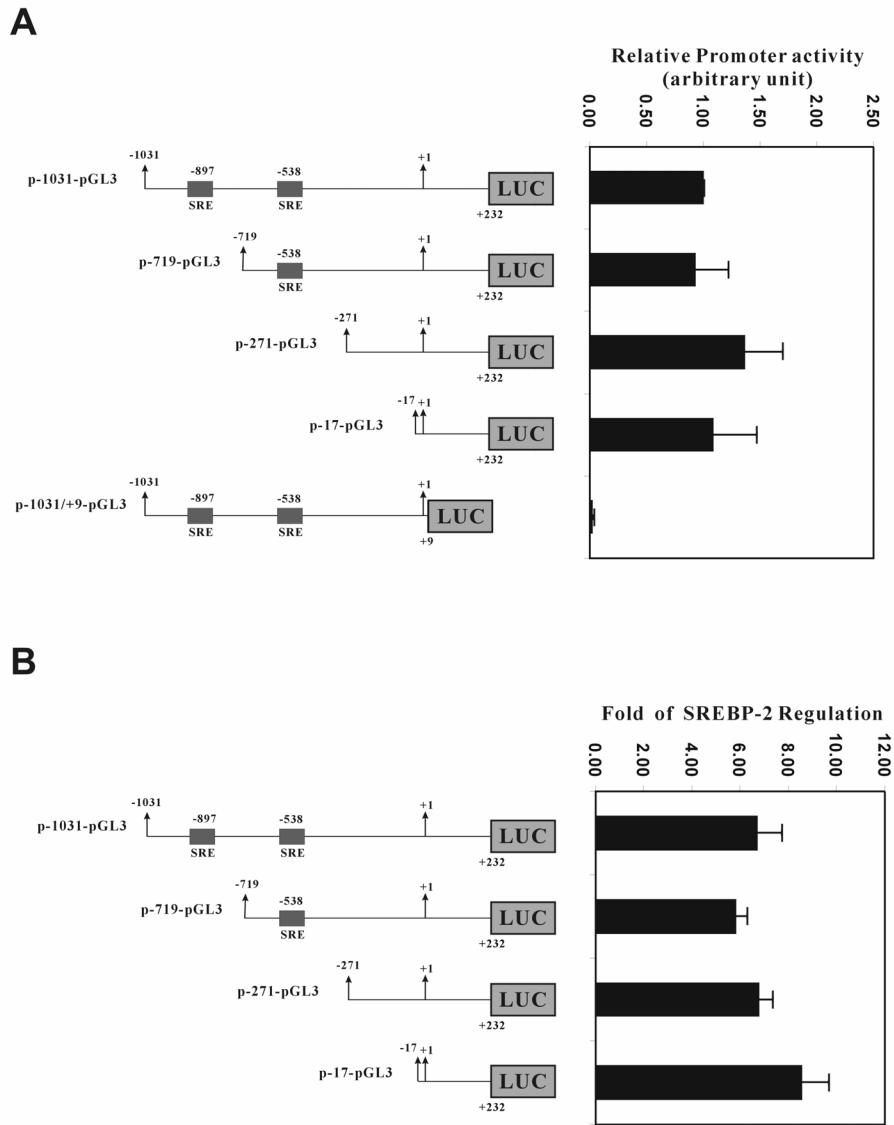 A
Relative Promoter activity
(arbitrary unit)
0.00 0.50 1.00 1.50 2.00 2.50
p-1031-pGL3 -1031 -897 SRE -538 SRE +1 +232 LUC
p-719-pGL3 -719 -538 SRE +1 +232 LUC
p-271-pGL3 -271 +1 +232 LUC
p-17-pGL3 -17 +1 +232 LUC
p-1031/+9-pGL3 -1031 -897 SRE -538 SRE +1 +9 LUC
B
Fold of SREBP-2 Regulation
0.00 2.00 4.00 6.00 8.00 10.00 12.00
p-1031-pGL3 -1031 -897 SRE -538 SRE +1 +232 LUC
p-719-pGL3 -719 -538 SRE +1 +232 LUC
p-271-pGL3 -271 +1 +232 LUC
p-17-pGL3 -17 +1 +232 LUC